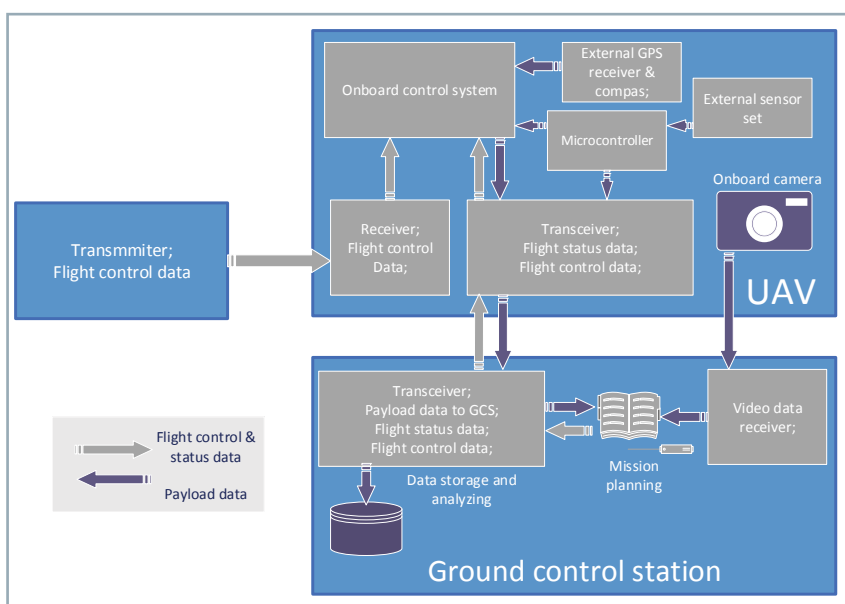 Onboard control system
External GPS
receiver &
compas;
External sensor
set
Microcontroller
Onboard camera
Receiver;
Flight control
Data;
Transceiver;
Flight status data;
Flight control data;
UAV
Transmmiter;
Flight control data
Transceiver;
Payload data to GCS;
Flight status data;
Flight control data;
Video data
receiver;
Mission
planning
Data storage and
analyzing
Ground control station
Flight control &
status data
Payload data